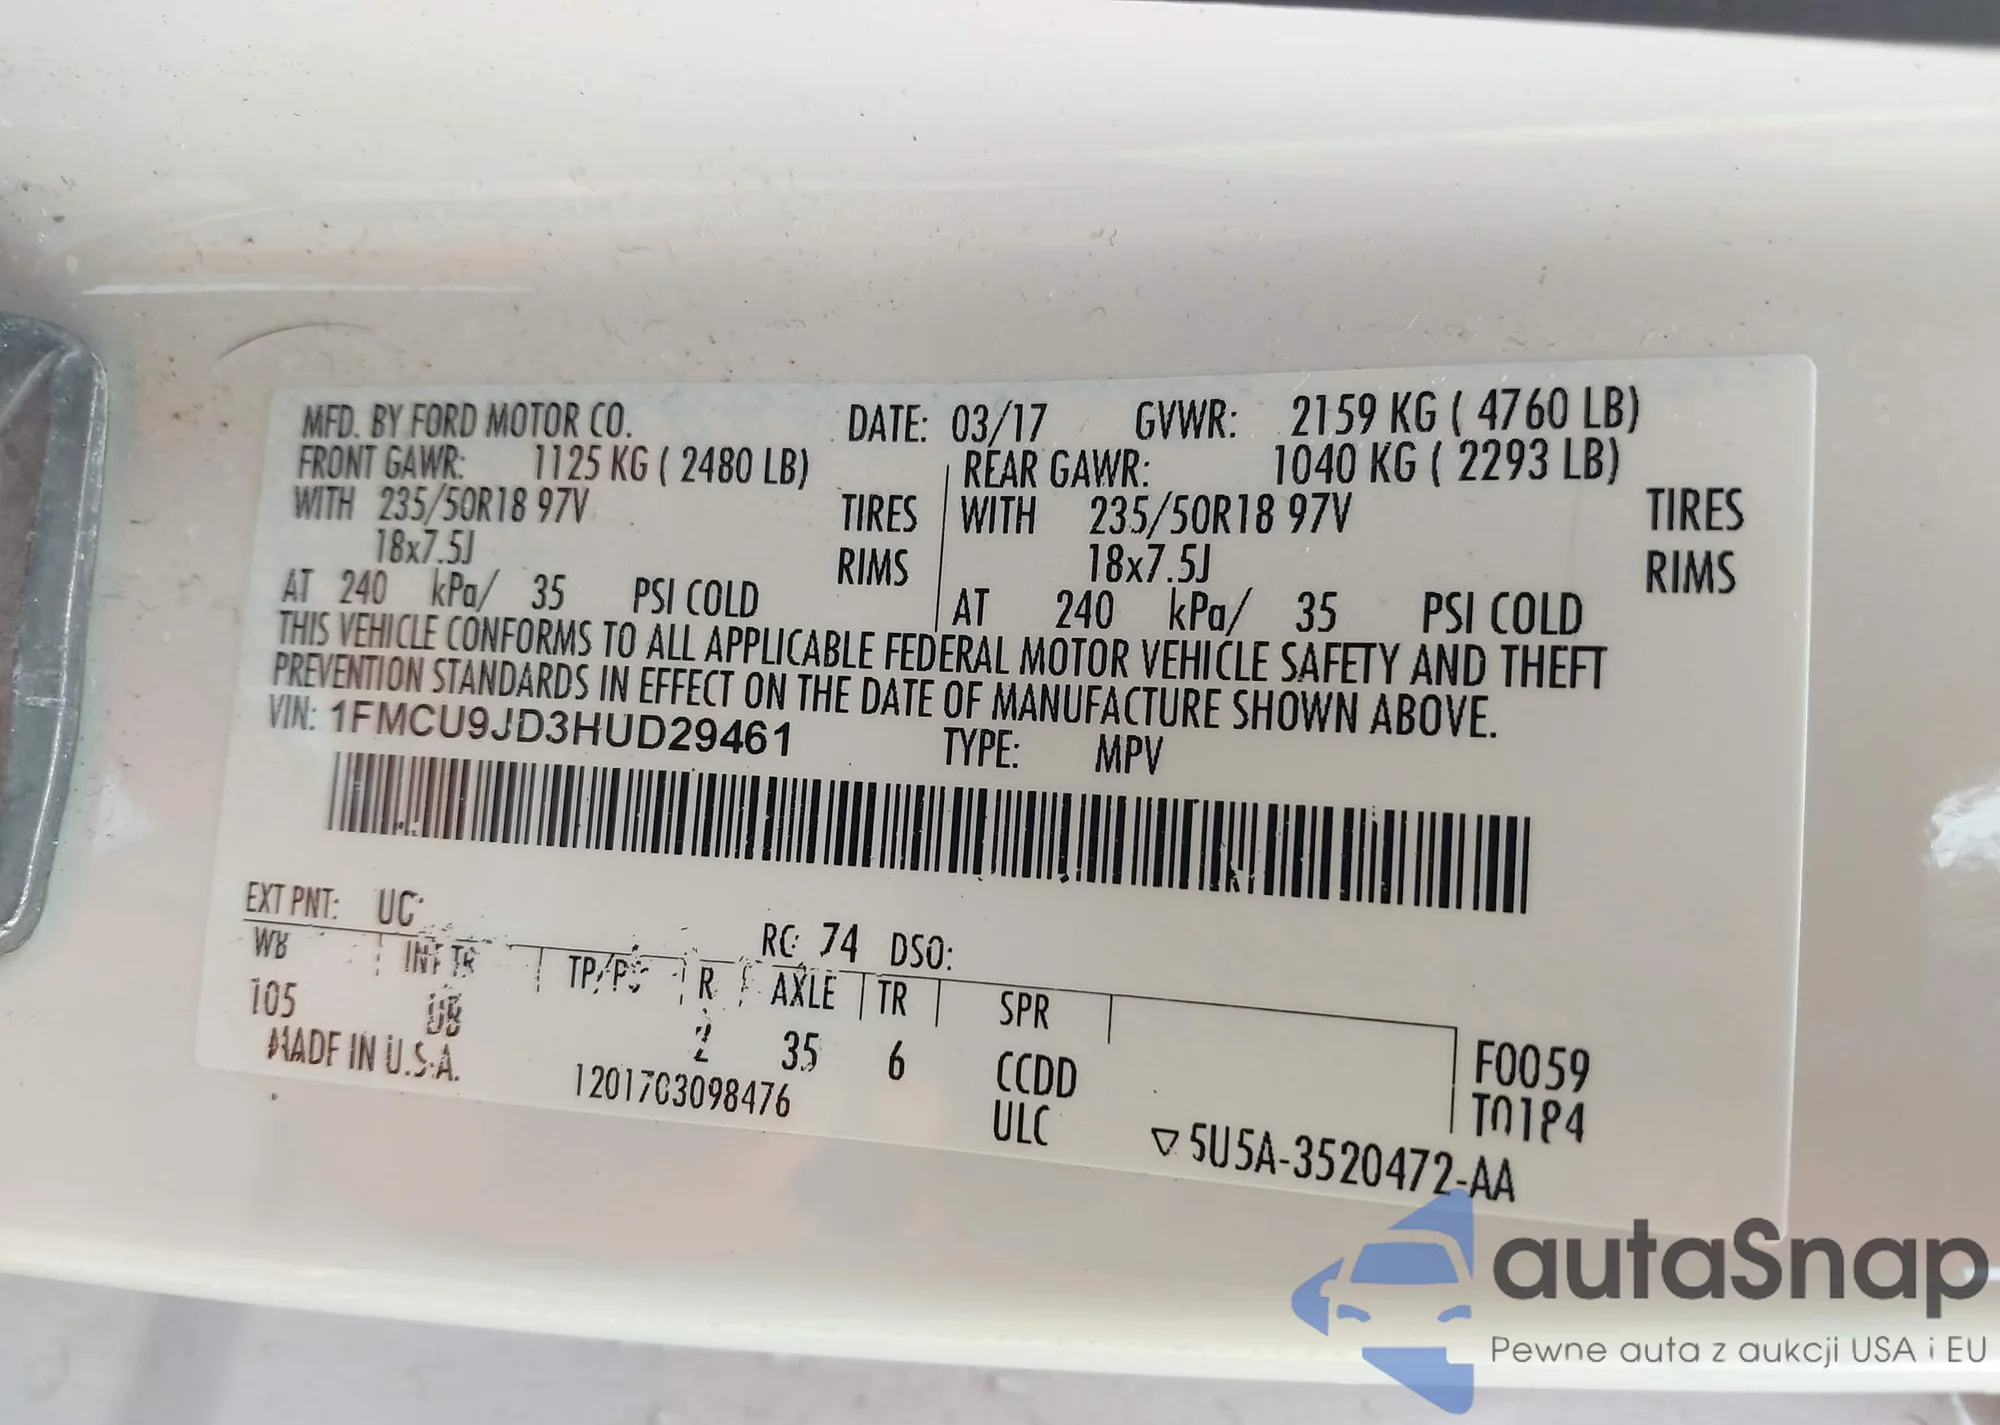 MFD. BY FORD MOTOR CO. DATE: 03/17 GVWR: 2159 KG ( 4760 LB)
FRONT GAWR: 1125 KG ( 2480 LB) REAR GAWR: 1040 KG ( 2293 LB)
WITH 235/50R18 97V TIRES WITH 235/50R18 97V TIRES
18x7.5J RIMS 18x7.5J RIMS
AT 240 kPa/ 35 PSI COLD AT 240 kPa/ 35 PSI COLD
THIS VEHICLE CONFORMS TO ALL APPLICABLE FEDERAL MOTOR VEHICLE SAFETY AND THEFT
PREVENTION STANDARDS IN EFFECT ON THE DATE OF MANUFACTURE SHOWN ABOVE.
VIN: 1FMCU9JD3HUD29461 TYPE: MPV
EXT PNT: UC RC: 74 DSO:
WB INT TR TP/PS R AXLE TR SPR
105 2 35 6 CCDD F0059
MADE IN U.S.A. 1201703098476 ULC
▽ 5U5A-3520472-AA
autaSnap
Pewne auta z aukcji USA i EU